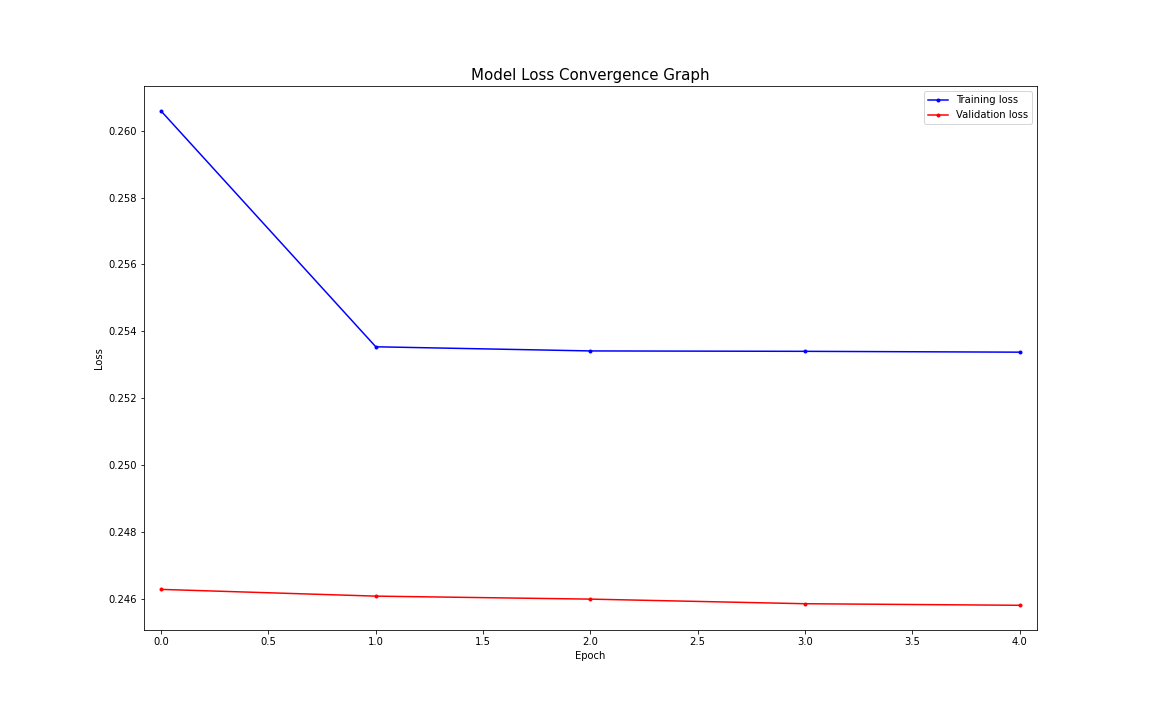 Model Loss Convergence Graph
Training loss
Validation loss
0.260
0.258
0.256
0.254
0.252
0.250
0.248
0.246
Loss
0.0 0.5 1.0 1.5 2.0 2.5 3.0 3.5 4.0
Epoch